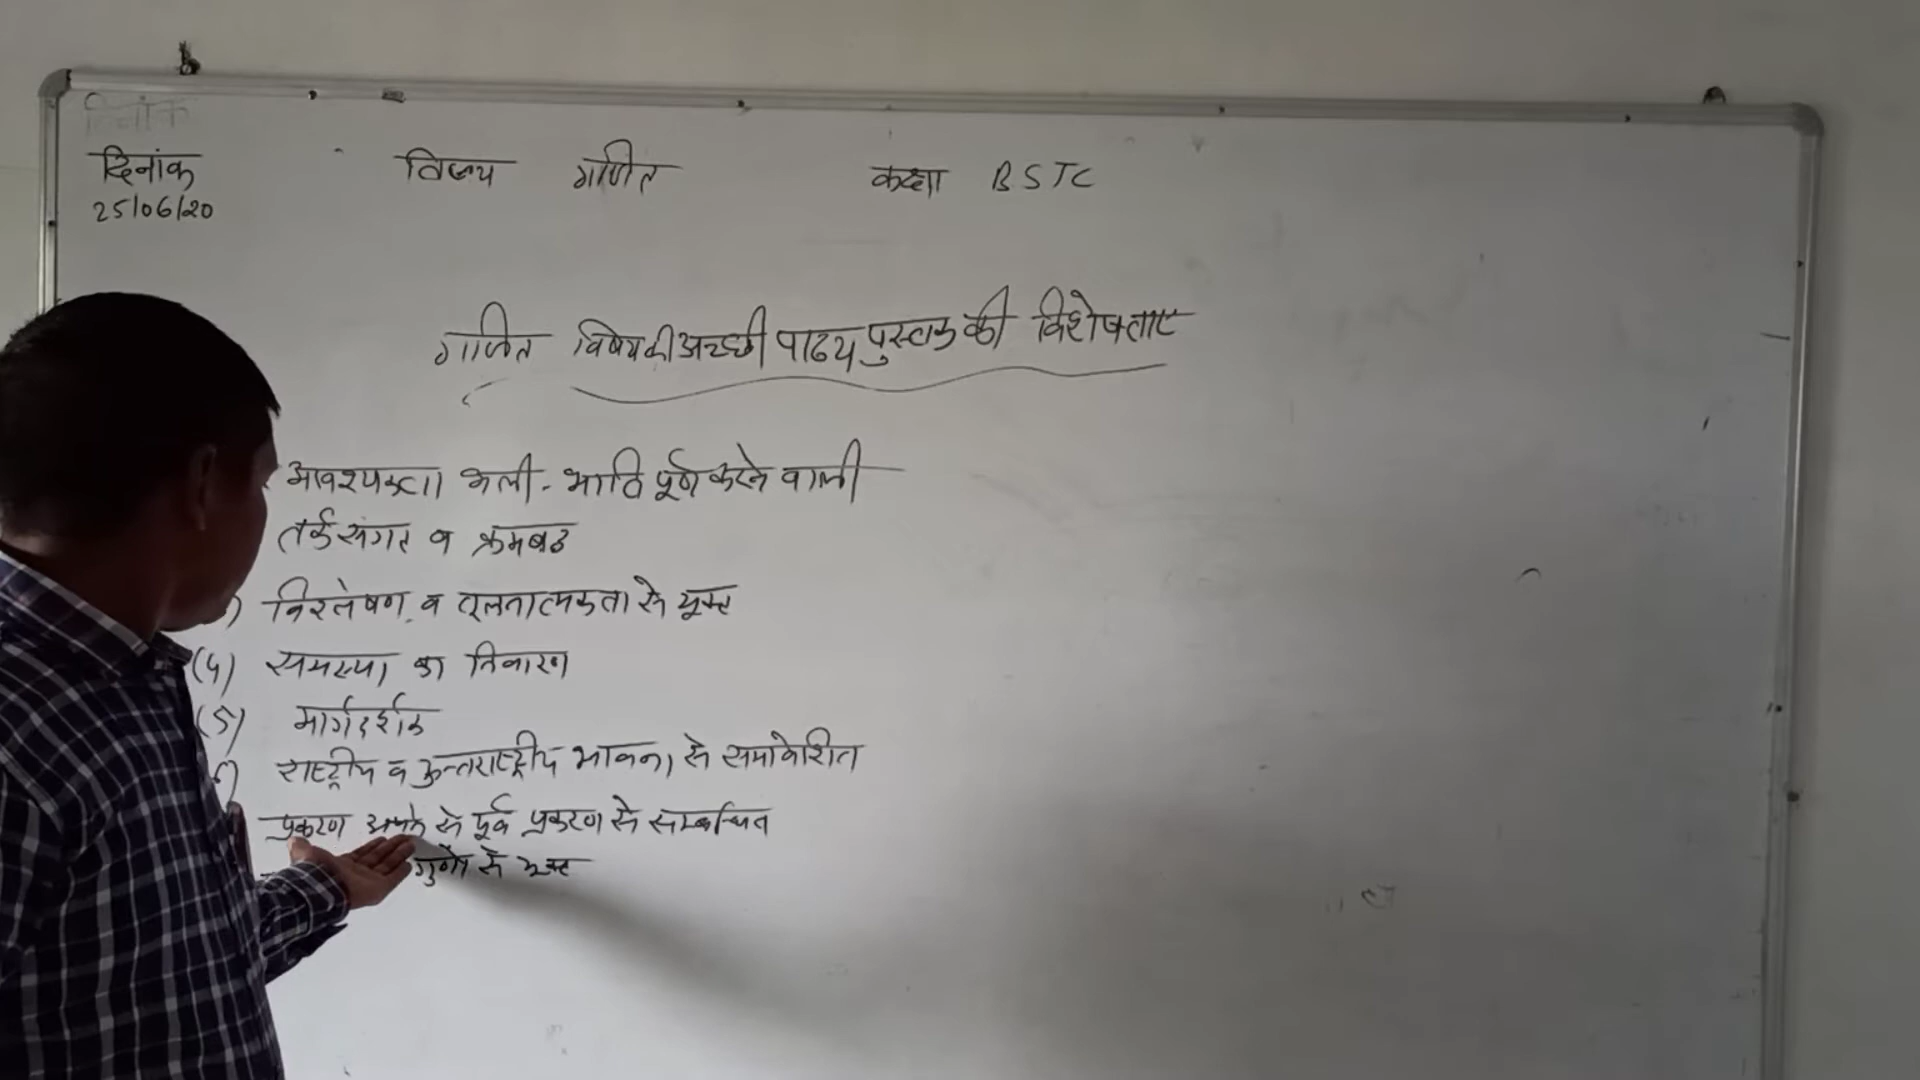 दिनांक
दिनांक विषय गणित कक्षा BSTC
25/06/20
गणित विषय की अच्छी पाढय पुस्तक की विशेषताए
आवश्यकता भली-भाति पूर्ण करने वाली
तर्कसंगत व क्रमबद्ध
) विश्लेषण व तूलनात्मकता से यूक्त
(4) समस्या का निवारण
(5) मार्गदर्शक
राष्ट्रीय व अन्तराष्ट्रीय भावना से समावेशित
प्रकरण से पूर्व प्रकरण से सम्बन्धित
गुणों से युक्त